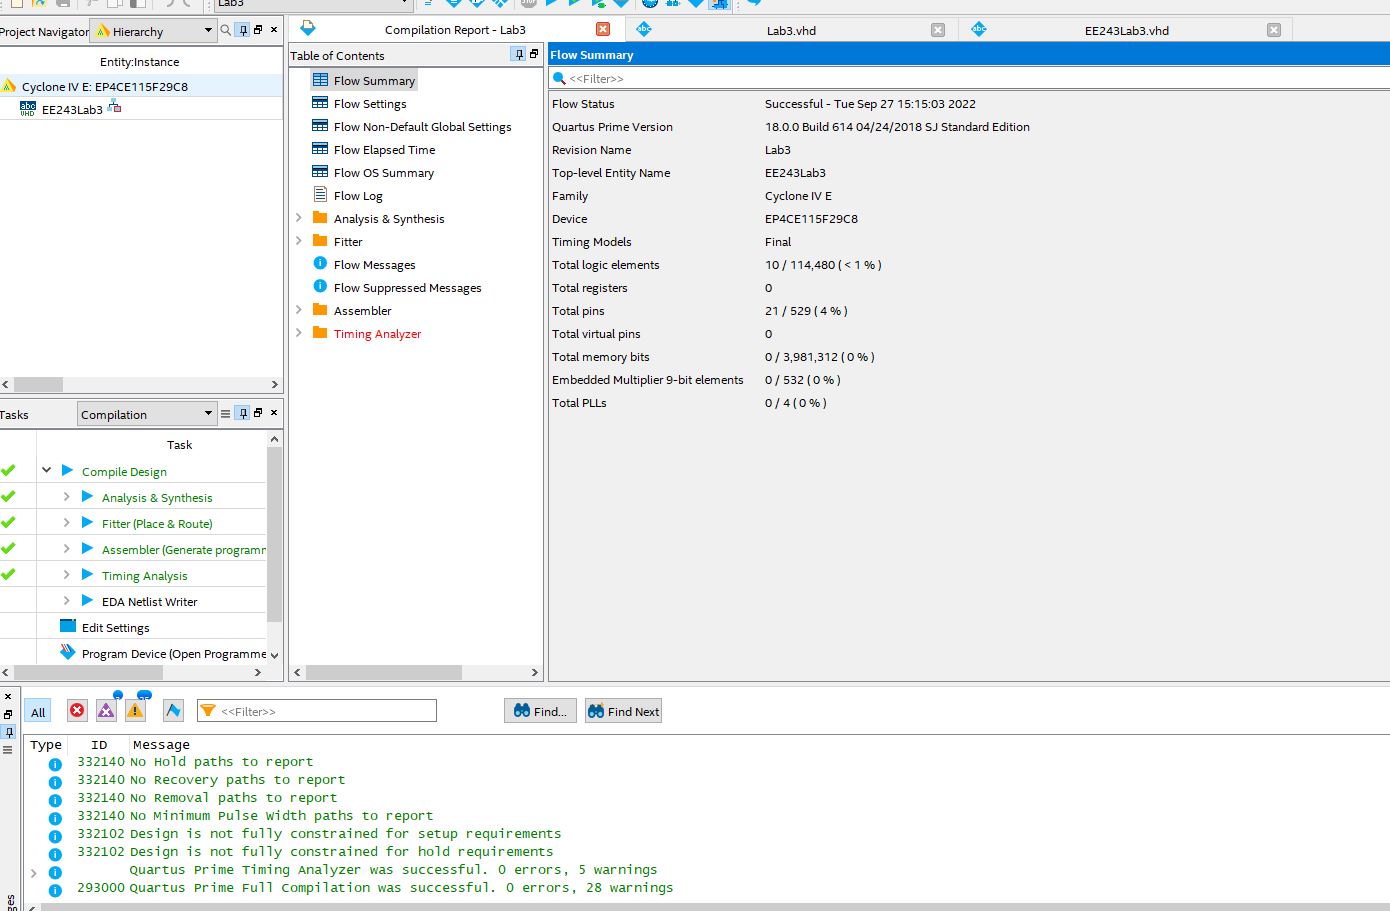 Lab3
Project Navigator
Hierarchy
Entity:Instance
Cyclone IV E: EP4CE115F29C8
EE243Lab3
Tasks
Compilation
Task
Compile Design
Analysis & Synthesis
Fitter (Place & Route)
Assembler (Generate programm
Timing Analysis
EDA Netlist Writer
Edit Settings
Program Device (Open Programme
Compilation Report - Lab3
Lab3.vhd
EE243Lab3.vhd
Table of Contents
Flow Summary
Flow Settings
Flow Non-Default Global Settings
Flow Elapsed Time
Flow OS Summary
Flow Log
Analysis & Synthesis
Fitter
Flow Messages
Flow Suppressed Messages
Assembler
Timing Analyzer
Flow Summary
<<Filter>>
Flow Status Successful - Tue Sep 27 15:15:03 2022
Quartus Prime Version 18.0.0 Build 614 04/24/2018 SJ Standard Edition
Revision Name Lab3
Top-level Entity Name EE243Lab3
Family Cyclone IV E
Device EP4CE115F29C8
Timing Models Final
Total logic elements 10 / 114,480 ( < 1 % )
Total registers 0
Total pins 21 / 529 ( 4 % )
Total virtual pins 0
Total memory bits 0 / 3,981,312 ( 0 % )
Embedded Multiplier 9-bit elements 0 / 532 ( 0 % )
Total PLLs 0 / 4 ( 0 % )
All
<<Filter>>
Find...
Find Next
Type ID Message
332140 No Hold paths to report
332140 No Recovery paths to report
332140 No Removal paths to report
332140 No Minimum Pulse Width paths to report
332102 Design is not fully constrained for setup requirements
332102 Design is not fully constrained for hold requirements
Quartus Prime Timing Analyzer was successful. 0 errors, 5 warnings
293000 Quartus Prime Full Compilation was successful. 0 errors, 28 warnings